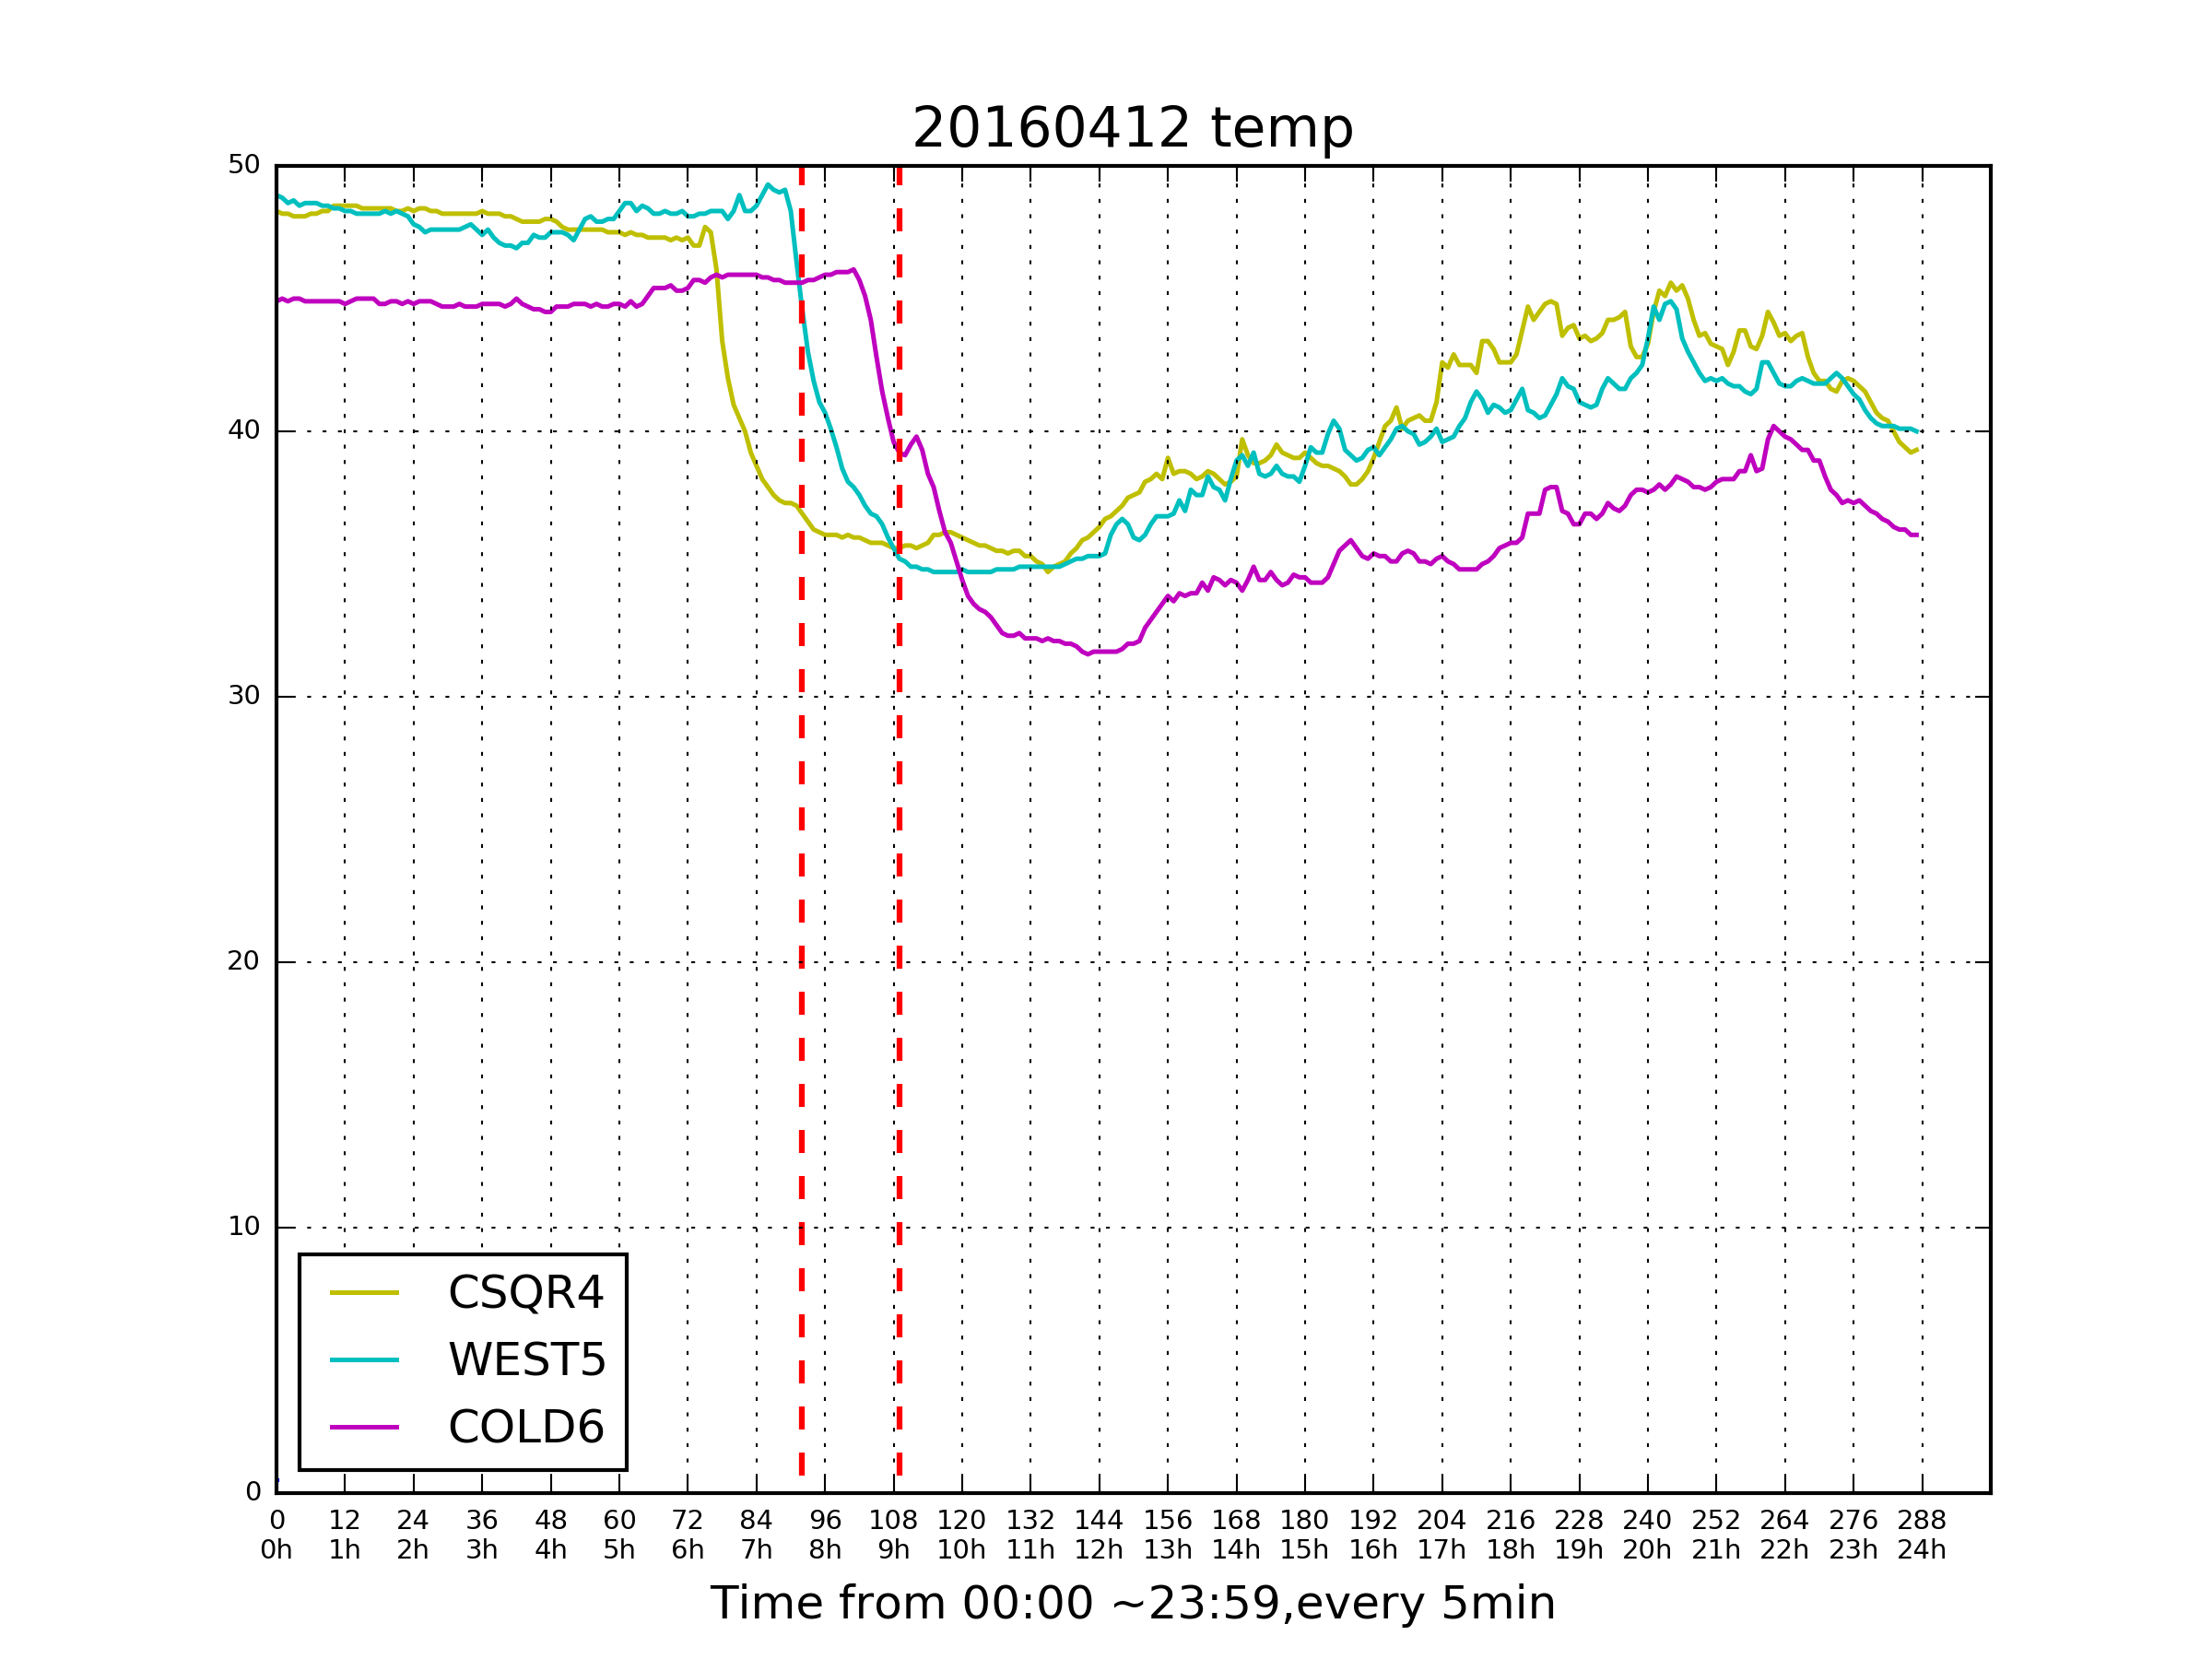 20160412 temp
50
40
30
20
10
0
CSQR4
WEST5
COLD6
0 12 24 36 48 60 72 84 96 108 120 132 144 156 168 180 192 204 216 228 240 252 264 276 288
0h 1h 2h 3h 4h 5h 6h 7h 8h 9h 10h 11h 12h 13h 14h 15h 16h 17h 18h 19h 20h 21h 22h 23h 24h
Time from 00:00 ~23:59,every 5min